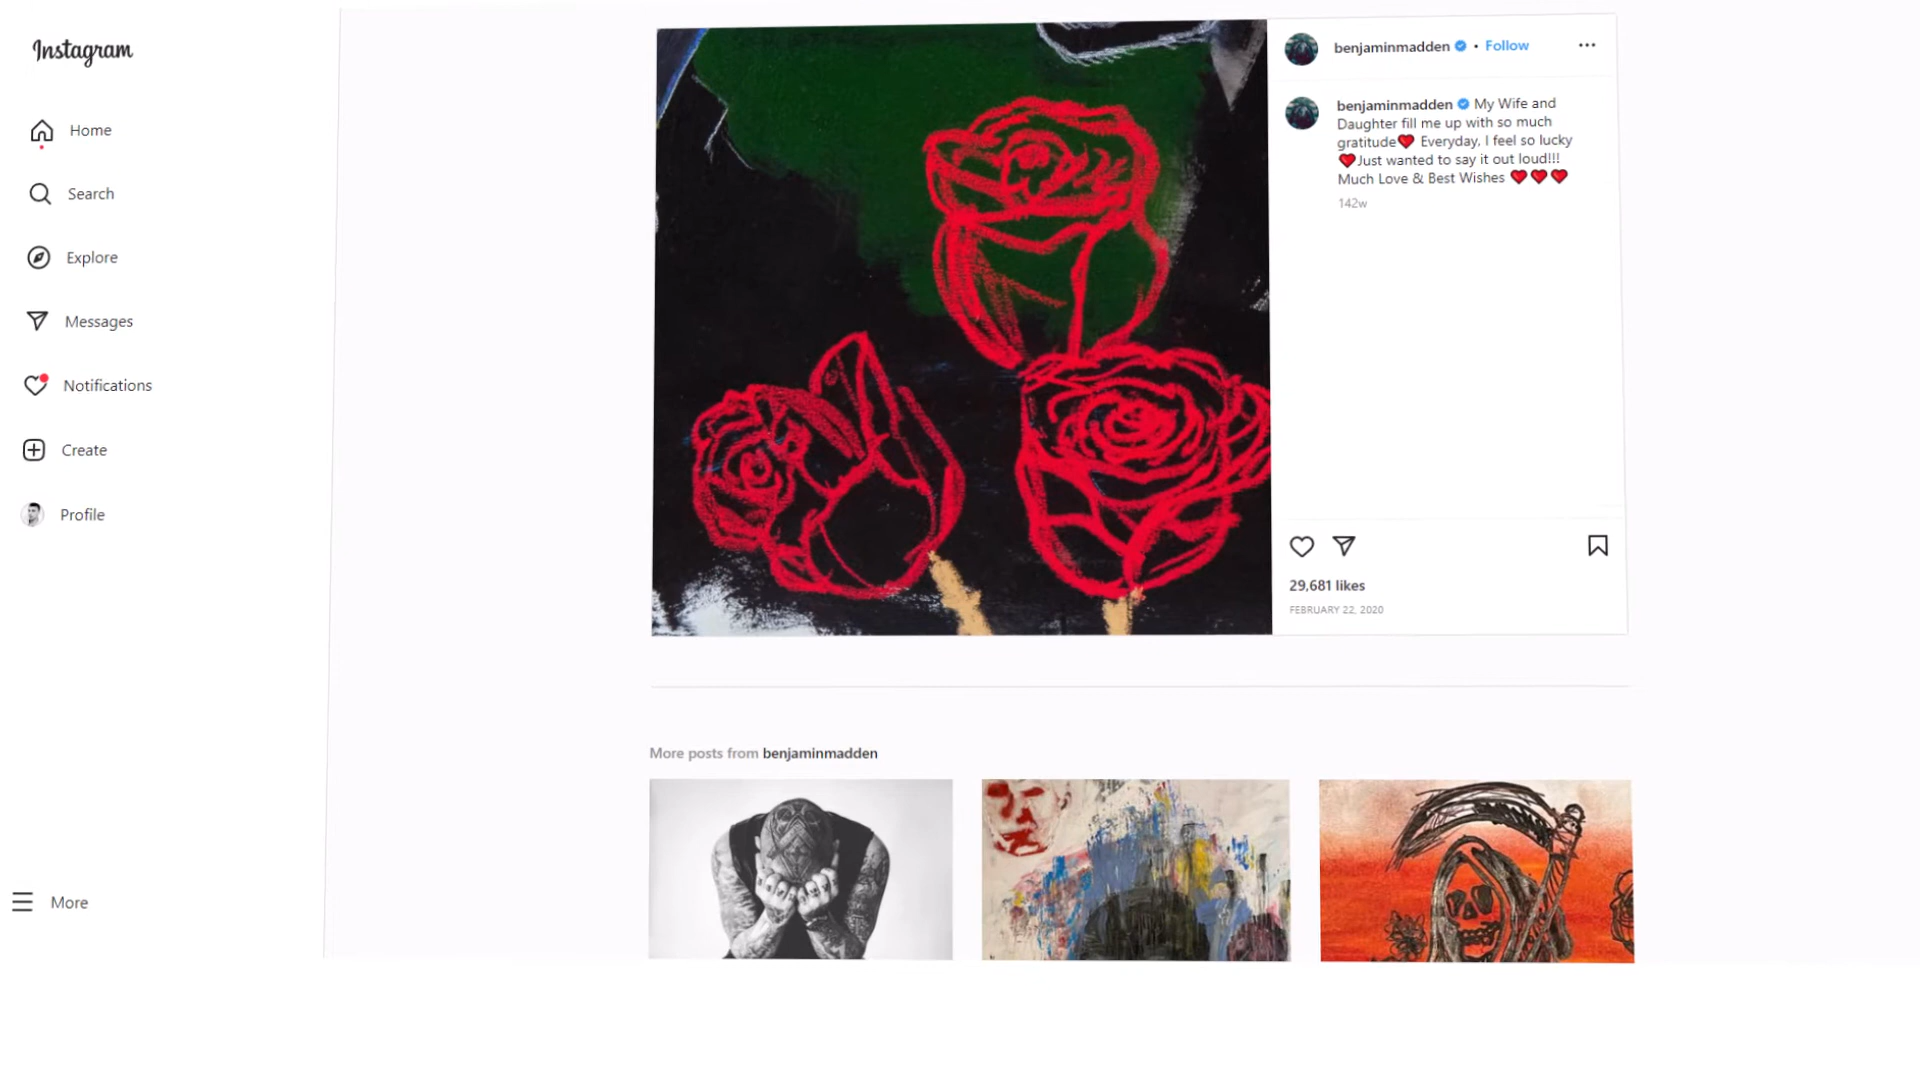 Instagram
Home
Search
Explore
Messages
Notifications
Create
Profile
More
benjaminmadden • Follow
benjaminmadden My Wife and
Daughter fill me up with so much
gratitude❤️ Everyday, I feel so lucky
❤️Just wanted to say it out loud!!!
Much Love & Best Wishes ❤️❤️❤️
142w
29,681 likes
FEBRUARY 22, 2020
More posts from benjaminmadden